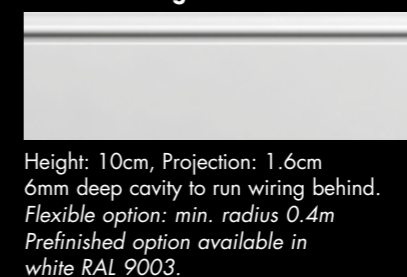 Height: 10cm, Projection: 1.6cm
6mm deep cavity to run wiring behind.
Flexible option: min. radius 0.4m
Prefinished option available in
white RAL 9003.